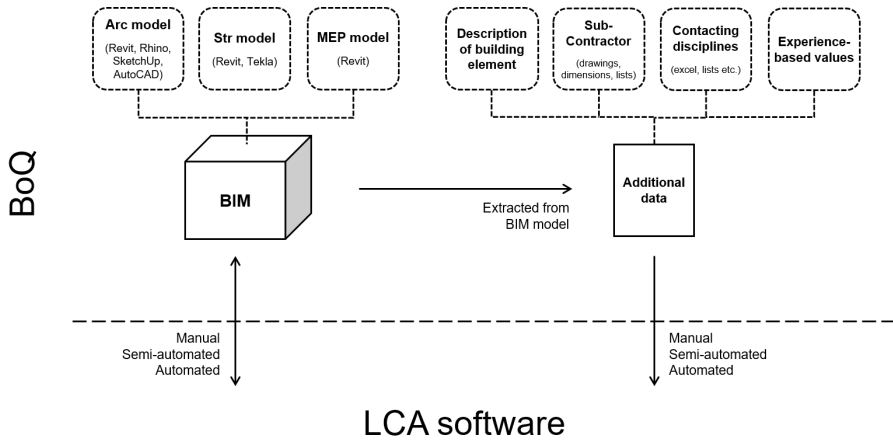 Arc model
(Revit, Rhino,
SketchUp,
AutoCAD)
Str model
(Revit, Tekla)
MEP model
(Revit)
Description
of building
element
Sub-
Contractor
(drawings,
dimensions, lists)
Contacting
disciplines
(excel, lists etc.)
Experience-
based values
BoQ
BIM
Extracted from
BIM model
Additional
data
Manual
Semi-automated
Automated
Manual
Semi-automated
Automated
LCA software